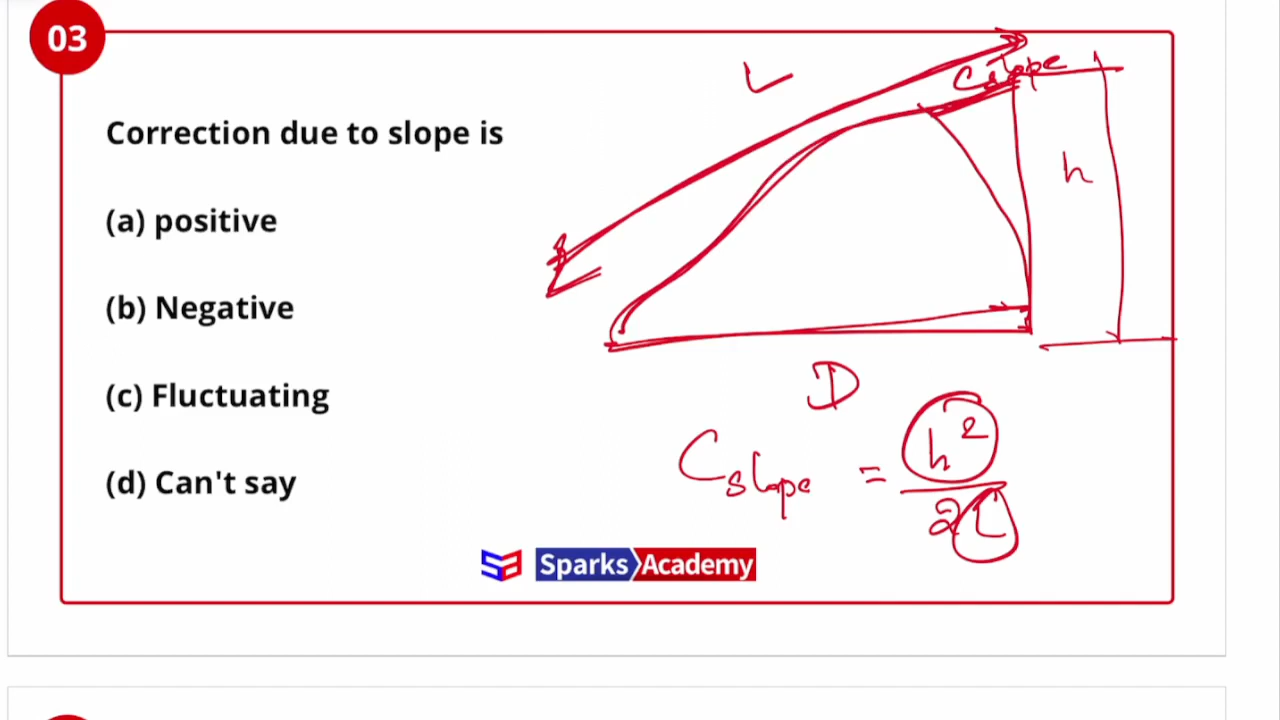 03
Correction due to slope is
(a) positive
(b) Negative
(c) Fluctuating
(d) Can't say
L
Cslope
h
D
Cslope = h²
2L
Sparks Academy